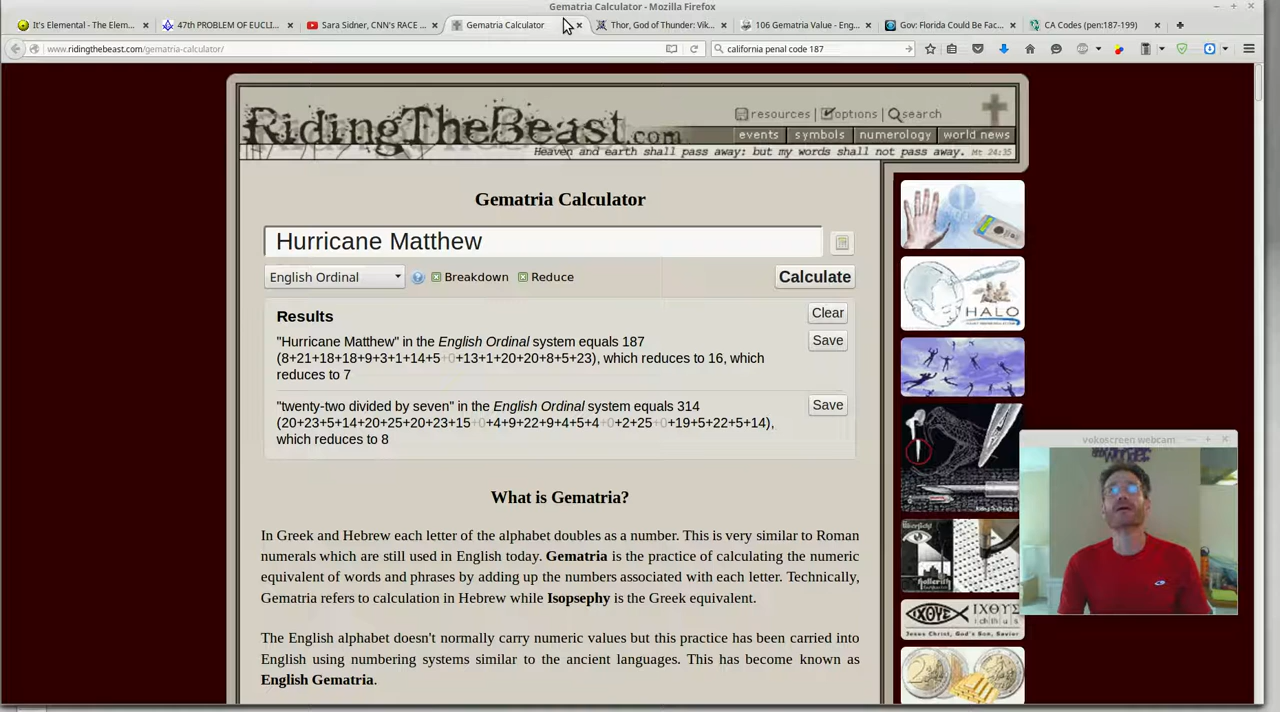 Gematria Calculator - Mozilla Firefox
It's Elemental - The Elem...
47th PROBLEM OF EUCLI...
Sara Sidner, CNN's RACE ...
Gematria Calculator
Thor, God of Thunder: Vik...
106 Gematria Value - Eng...
Gov: Florida Could Be Fac...
CA Codes (pen:187-199)
www.ridingthebeast.com/gematria-calculator/
california penal code 187
RidingTheBeast.com
resources | options | search
events symbols numerology world news
Heaven and earth shall pass away: but my words shall not pass away. Mt 24:35
Gematria Calculator
Hurricane Matthew
English Ordinal
Breakdown
Reduce
Calculate
Results
Clear
"Hurricane Matthew" in the English Ordinal system equals 187
(8+21+18+18+9+3+1+14+5+0+13+1+20+20+8+5+23), which reduces to 16, which
reduces to 7
Save
"twenty-two divided by seven" in the English Ordinal system equals 314
(20+23+5+14+20+25+20+23+15+0+4+9+22+9+4+5+4+0+2+25+0+19+5+22+5+14),
which reduces to 8
Save
What is Gematria?
In Greek and Hebrew each letter of the alphabet doubles as a number. This is very similar to Roman
numerals which are still used in English today. Gematria is the practice of calculating the numeric
equivalent of words and phrases by adding up the numbers associated with each letter. Technically,
Gematria refers to calculation in Hebrew while Isopsephy is the Greek equivalent.
The English alphabet doesn't normally carry numeric values but this practice has been carried into
English using numbering systems similar to the ancient languages. This has become known as
English Gematria.
HALO
vokoscreen webcam
ΙΧΘΥΣ
i ch th u s
Jesus Christ, God's Son, Savior